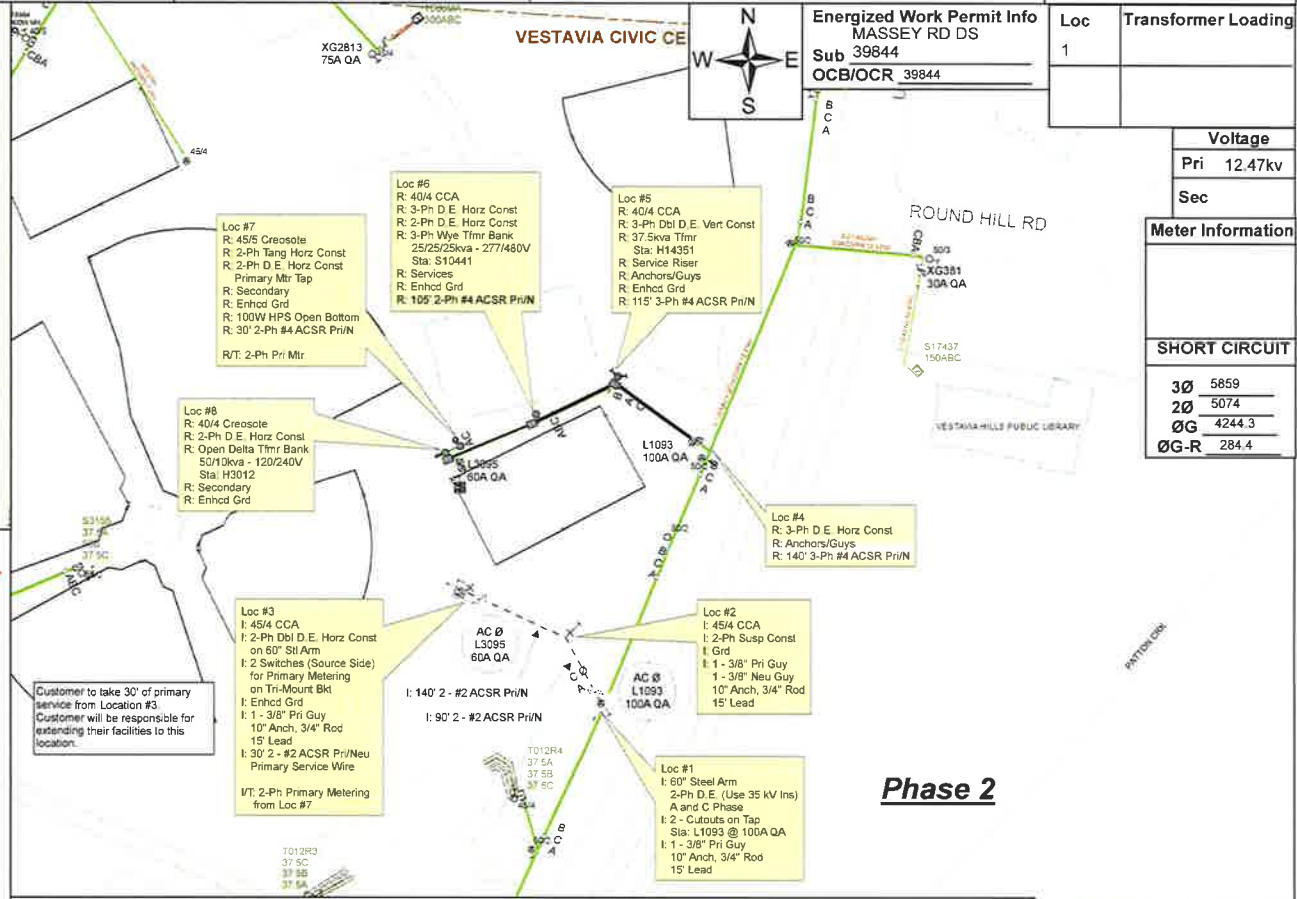 VESTAVIA CIVIC CE
N
W
E
S
Energized Work Permit Info
MASSEY RD DS
Sub 39844
OCB/OCR 39844
Loc
Transformer Loading
1
Voltage
Pri 12.47kv
Sec
Meter Information
SHORT CIRCUIT
3Ø 5859
2Ø 5074
ØG 4244.3
ØG-R 284.4
CBA
XG2813
75A QA
300ABC
45/4
B
C
A
ROUND HILL RD
B
C
A
CBA
50/3
XG381
30A QA
S17437
150ABC
VESTAVIA HILLS PUBLIC LIBRARY
Loc #7
R: 45/5 Creosote
R: 2-Ph Tang Horz Const
R: 2-Ph D.E. Horz Const
Primary Mtr Tap
R: Secondary
R: Enhcd Grd
R: 100W HPS Open Bottom
R: 30' 2-Ph #4 ACSR Pri/N
R/T: 2-Ph Pri Mtr
Loc #6
R: 40/4 CCA
R: 3-Ph D.E. Horz Const
R: 2-Ph D.E. Horz Const
R: 3-Ph Wye Tfmr Bank
25/25/25kva - 277/480V
Sta: S10441
R: Services
R: Enhcd Grd
R: 105' 2-Ph #4 ACSR Pri/N
Loc #5
R: 40/4 CCA
R: 3-Ph Dbl D.E. Vert Const
R: 37.5kva Tfmr
Sta: H14351
R: Service Riser
R: Anchors/Guys
R: Enhcd Grd
R: 115' 3-Ph #4 ACSR Pri/N
Loc #8
R: 40/4 Creosote
R: 2-Ph D.E. Horz Const
R: Open Delta Tfmr Bank
50/10kva - 120/240V
Sta: H3012
R: Secondary
R: Enhcd Grd
AC
ABC
B
A
C
L3095
60A QA
L1093
100A QA
B
C
A
50/2
Loc #4
R: 3-Ph D.E. Horz Const
R: Anchors/Guys
R: 140' 3-Ph #4 ACSR Pri/N
37.5C
Loc #3
I: 45/4 CCA
I: 2-Ph Dbl D.E. Horz Const
on 60" Stl Arm
I: 2 Switches (Source Side)
for Primary Metering
on Tri-Mount Bkt
I: Enhcd Grd
I: 1 - 3/8" Pri Guy
10" Anch, 3/4" Rod
15' Lead
I: 30' 2 - #2 ACSR Pri/Neu
Primary Service Wire
I/T: 2-Ph Primary Metering
from Loc #7
Loc #2
I: 45/4 CCA
I: 2-Ph Susp Const
I: Grd
I: 1 - 3/8" Pri Guy
1 - 3/8" Neu Guy
10" Anch, 3/4" Rod
15' Lead
AC Ø
L3095
60A QA
C
A
AC Ø
L1093
100A QA
I: 140' 2 - #2 ACSR Pri/N
I: 90' 2 - #2 ACSR Pri/N
PATTON CRK
Customer to take 30' of primary
service from Location #3.
Customer will be responsible for
extending their facilities to this
location.
T012R4
37.5A
37.5B
37.5C
45/4
Loc #1
I: 60" Steel Arm
2-Ph D.E. (Use 35 kV Ins)
A and C Phase
I: 2 - Cutouts on Tap
Sta: L1093 @ 100A QA
I: 1 - 3/8" Pri Guy
10" Anch, 3/4" Rod
15' Lead
Phase 2
B
C
A
T012R3
37.5C
37.5B
37.5A